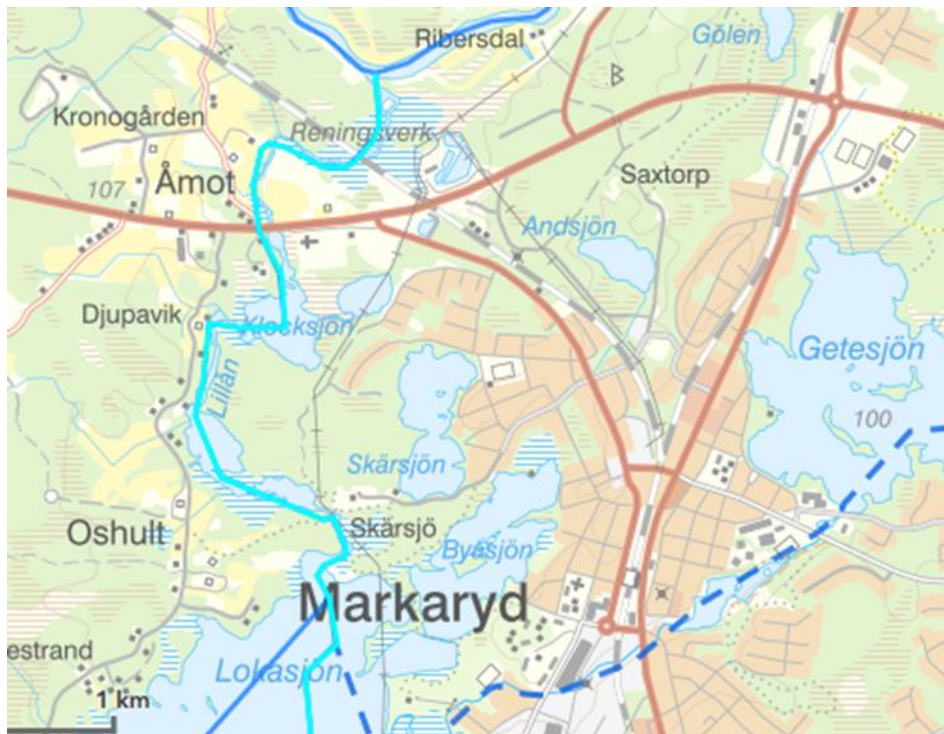 Ribersdal
Gölen
Kronogården
Reningsverk
107
Åmot
Saxtorp
Andsjön
Djupavik
Klocksjön
Getesjön
Lillån
100
Skärsjön
Oshult
Skärsjö
Byasjön
Markaryd
estrand
Lokasjön
1 km